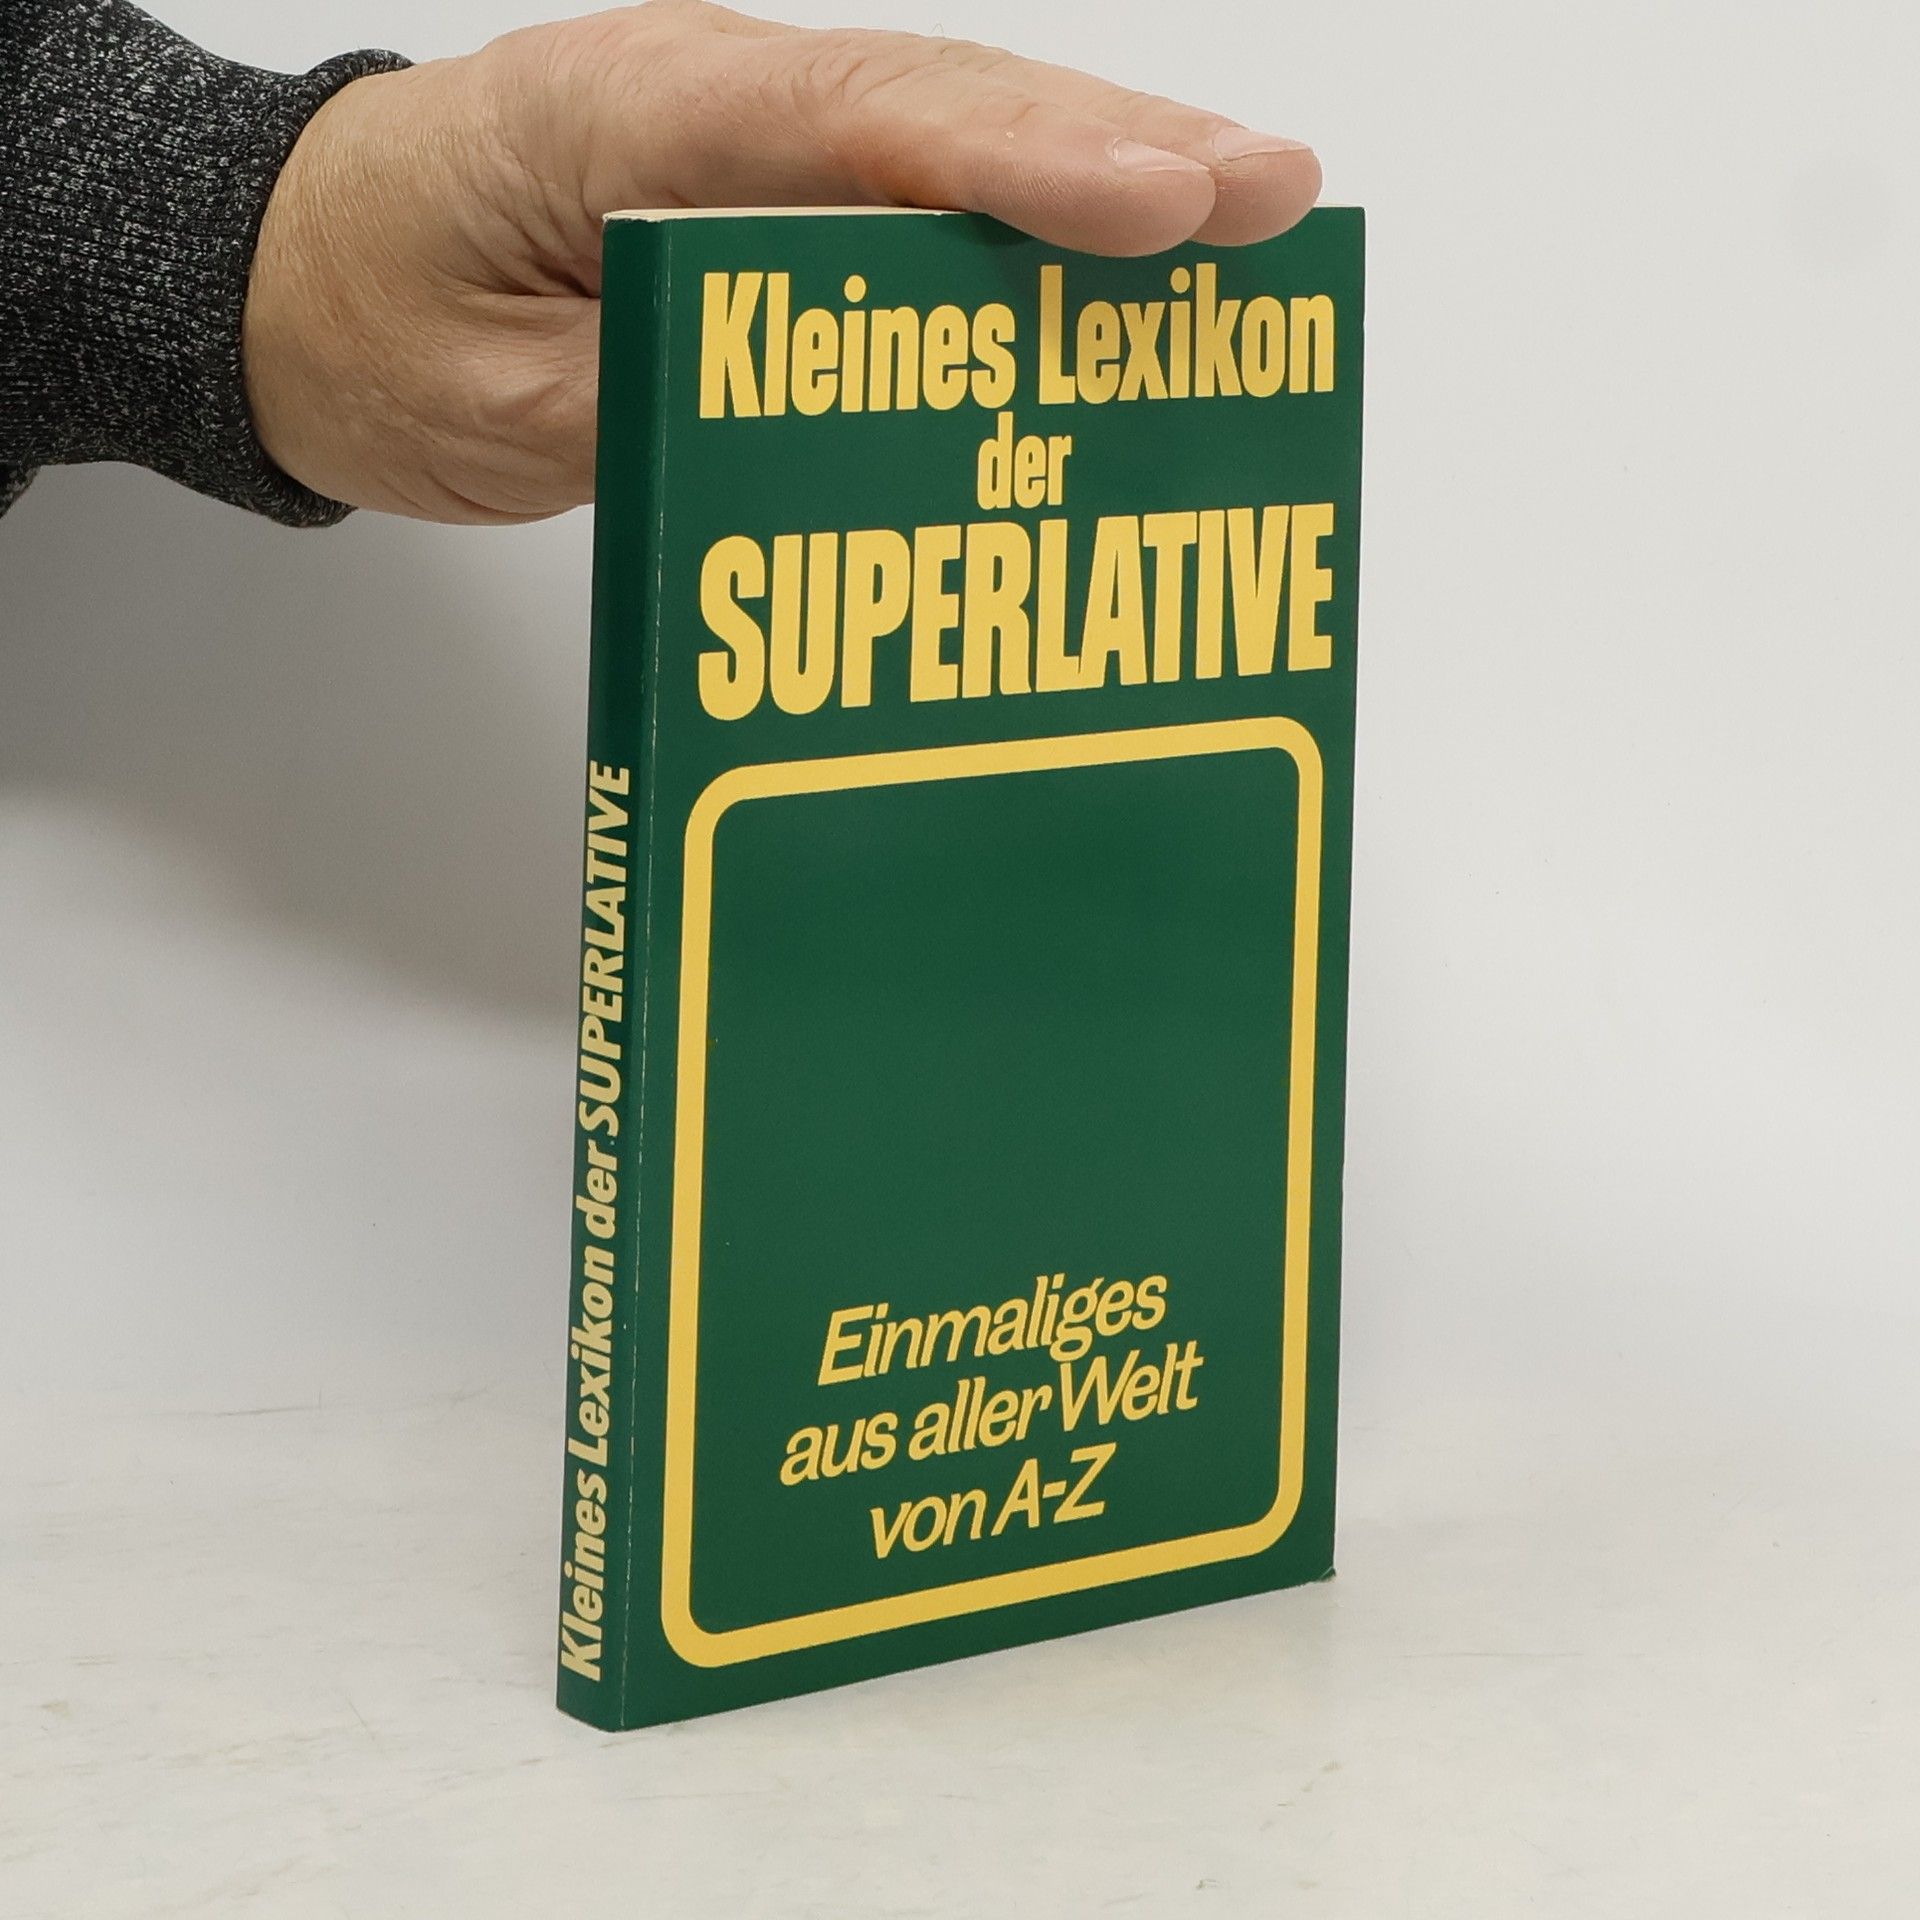 Kleines Lexikon
der
SUPERLATIVE
Einmaliges
aus aller Welt
von A-Z
Kleines Lexikon der SUPERLATIVE